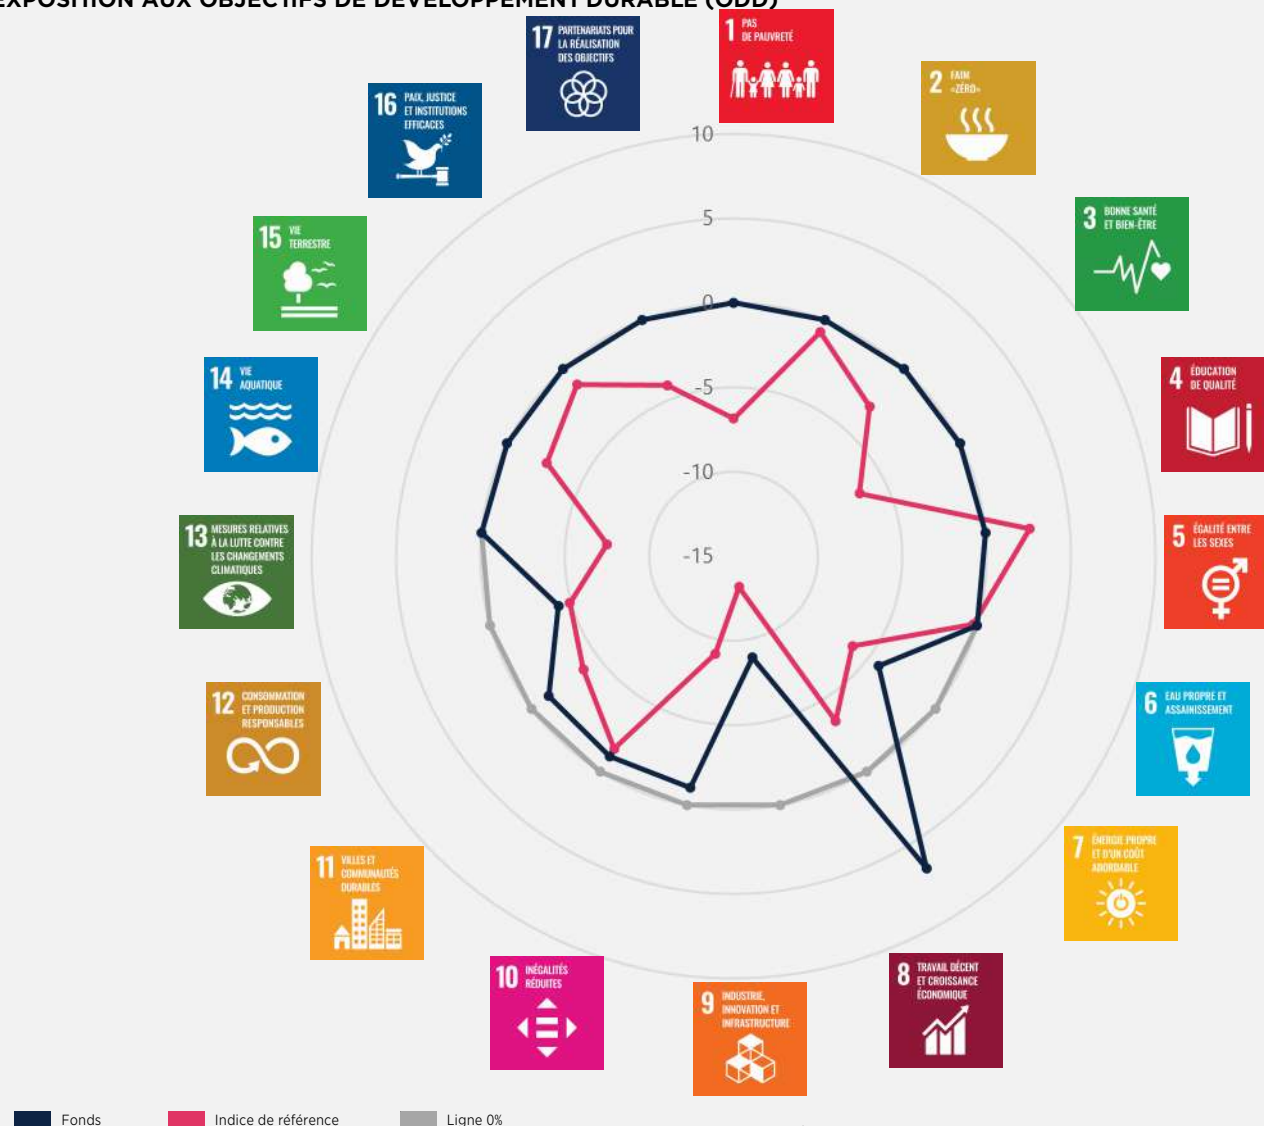 EXPOSITION AUX OBJECTIFS DE DÉVELOPPEMENT DURABLE (ODD)
1 PAS
DE PAUVRETÉ
2 FAIM
«ZÉRO»
3 BONNE SANTÉ
ET BIEN-ÊTRE
4 ÉDUCATION
DE QUALITÉ
5 ÉGALITÉ ENTRE
LES SEXES
6 EAU PROPRE ET
ASSAINISSEMENT
7 ÉNERGIE PROPRE
ET D'UN COÛT
ABORDABLE
8 TRAVAIL DÉCENT
ET CROISSANCE
ÉCONOMIQUE
9 INDUSTRIE,
INNOVATION ET
INFRASTRUCTURE
10 INÉGALITÉS
RÉDUITES
11 VILLES ET
COMMUNAUTÉS
DURABLES
12 CONSOMMATION
ET PRODUCTION
RESPONSABLES
13 MESURES RELATIVES
À LA LUTTE CONTRE
LES CHANGEMENTS
CLIMATIQUES
14 VIE
AQUATIQUE
15 VIE
TERRESTRE
16 PAIX, JUSTICE
ET INSTITUTIONS
EFFICACES
17 PARTENARIATS POUR
LA RÉALISATION
DES OBJECTIFS
10
5
0
-5
-10
-15
Fonds
Indice de référence
Ligne 0%